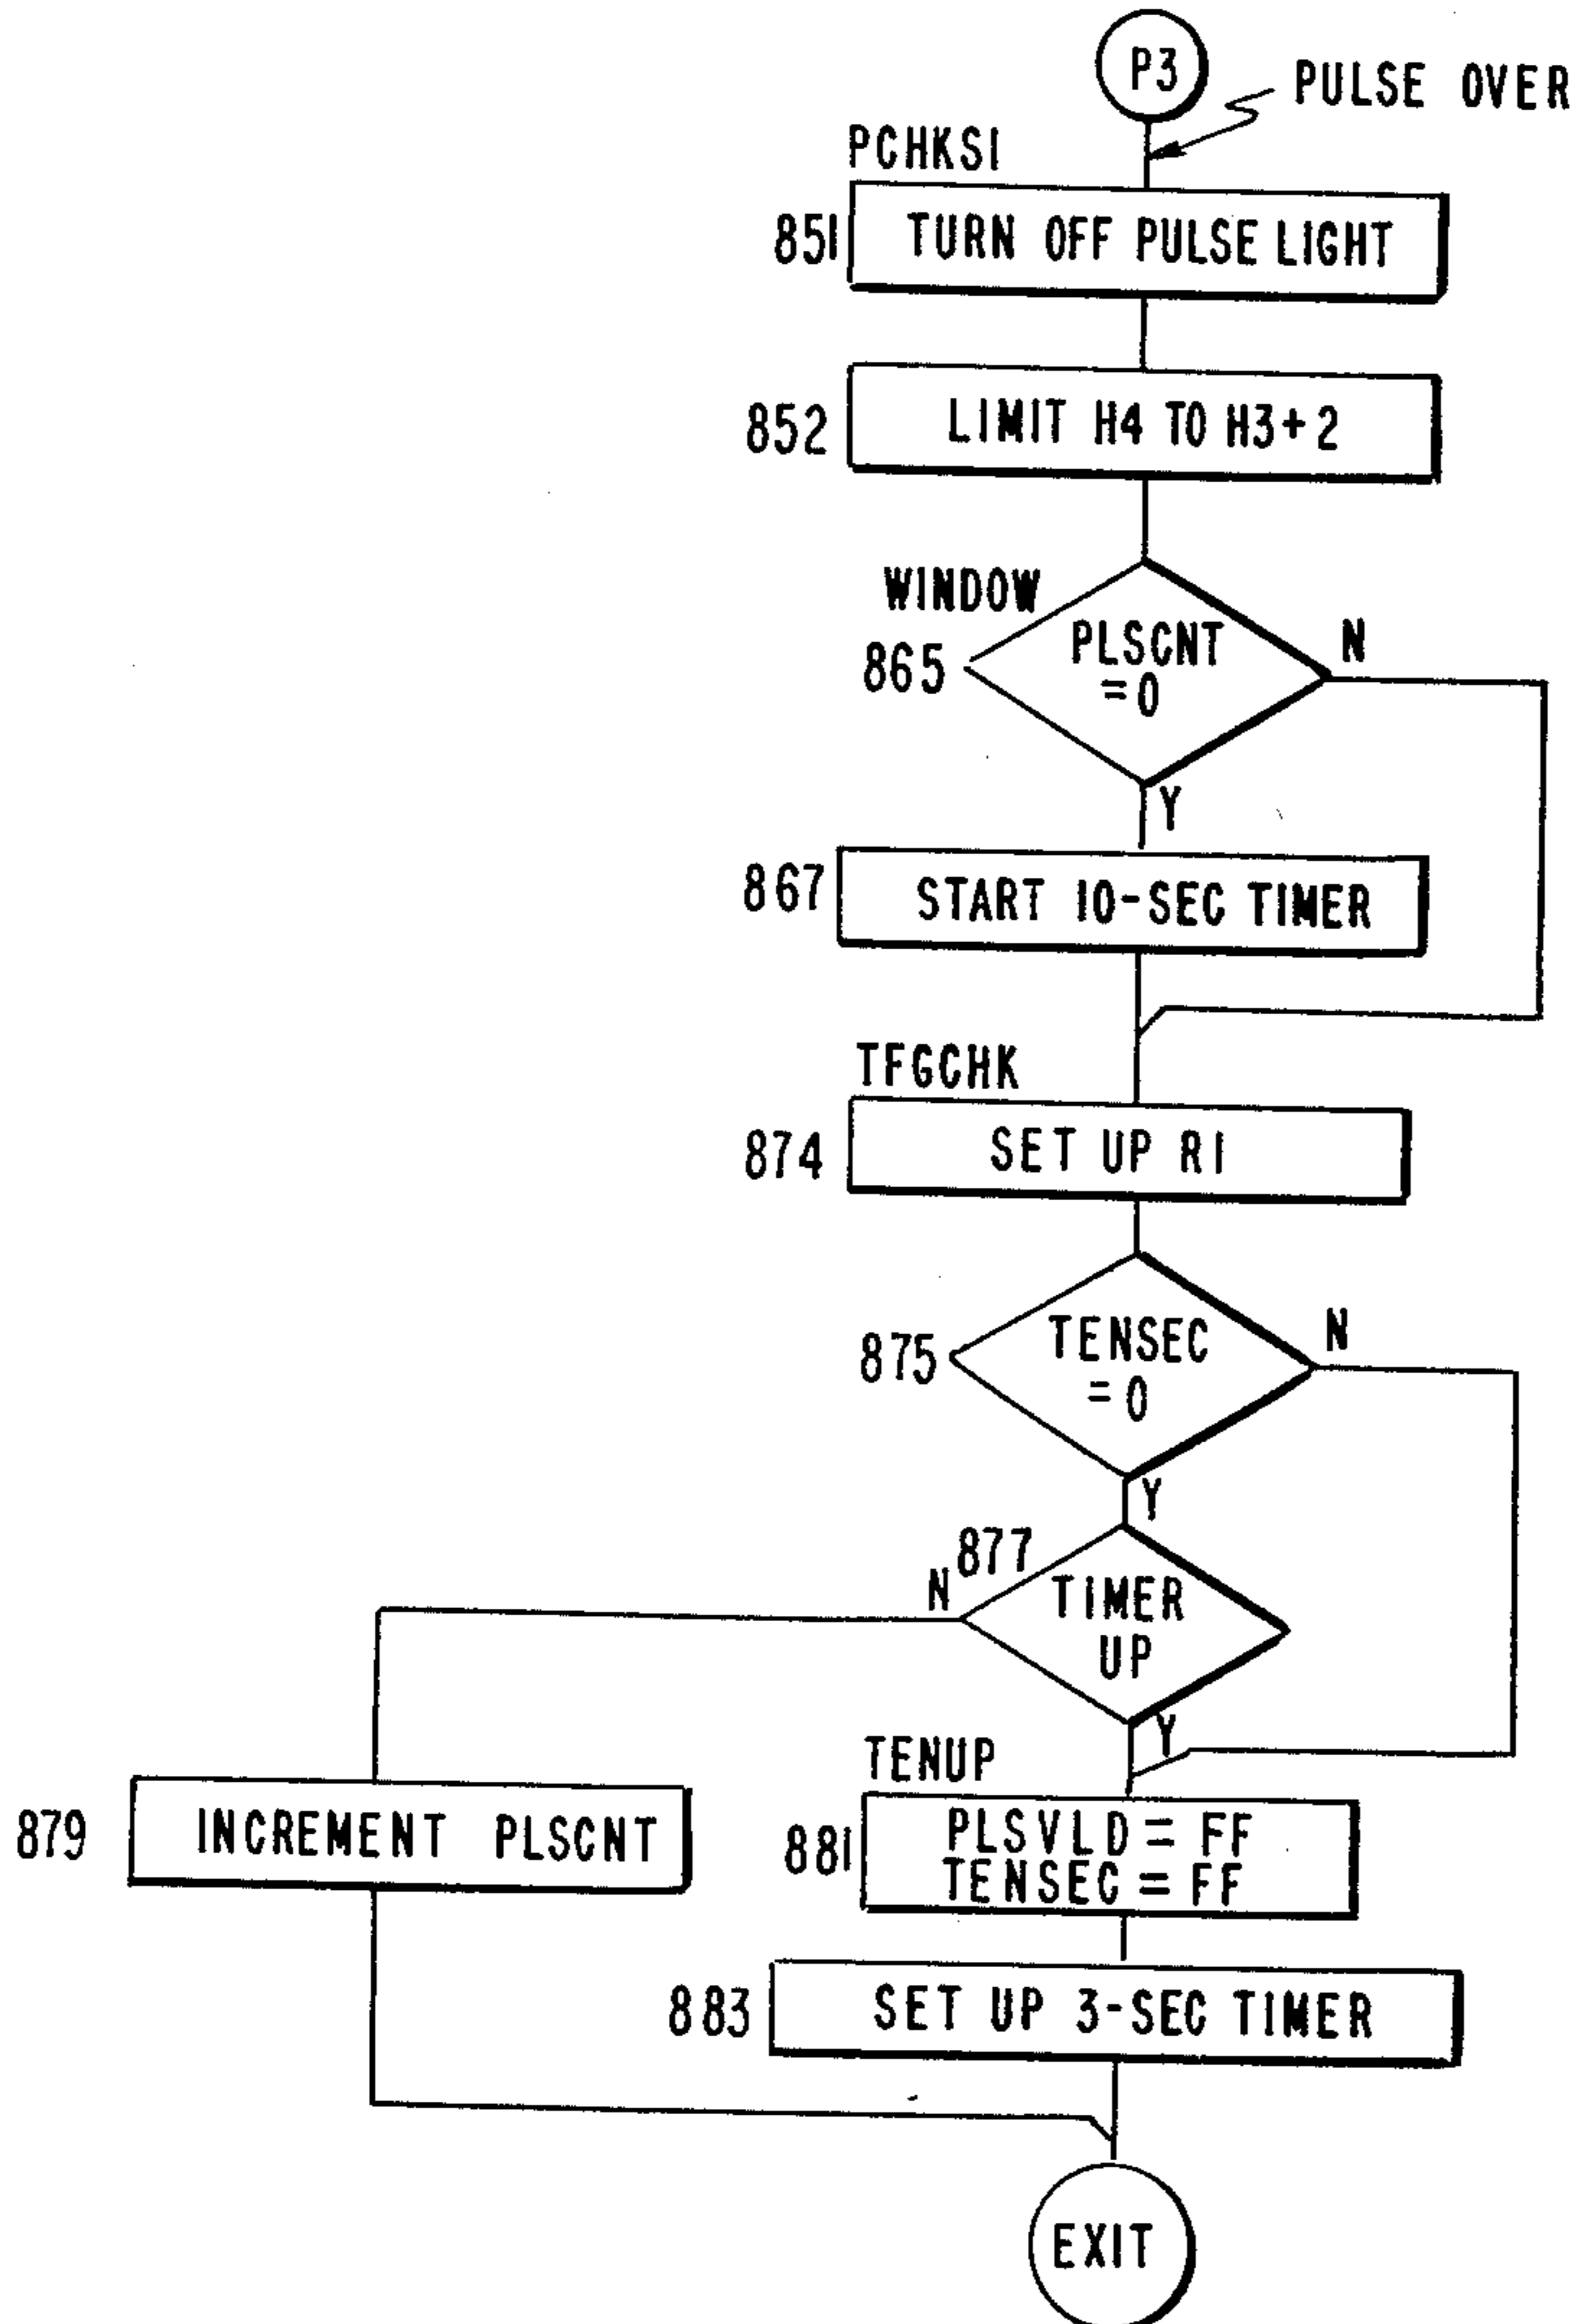 P3
PULSE OVER
PCHKS1
851
TURN OFF PULSE LIGHT
852
LIMIT H4 TO H3+2
WINDOW
865
PLSCNT
=0
N
Y
867
START 10-SEC TIMER
TFGCHK
874
SET UP R1
875
TENSEC
=0
N
Y
877
N
TIMER
UP
Y
TENUP
879
INCREMENT PLSCNT
881
PLSVLD = FF
TENSEC = FF
883
SET UP 3-SEC TIMER
EXIT